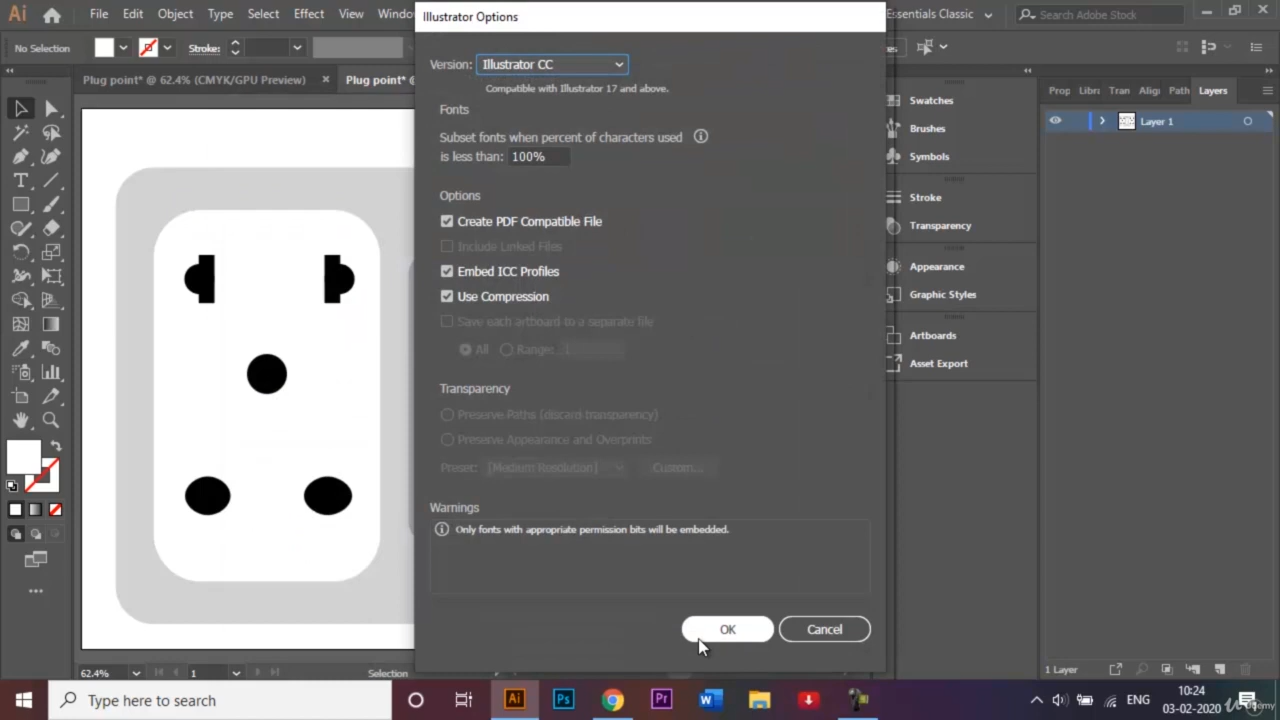 Ai
File Edit Object Type Select Effect View
Illustrator Options
Essentials Classic
Search Adobe Stock
No Selection
Stroke:
Plug point* @ 62.4% (CMYK/GPU Preview) ×
Plug point* @
Version: Illustrator CC
Compatible with Illustrator 17 and above.
Fonts
Subset fonts when percent of characters used
is less than: 100%
Options
Create PDF Compatible File
Include Linked Files
Embed ICC Profiles
Use Compression
Save each artboard to a separate file
All Range: 1
Transparency
Preserve Paths (discard transparency)
Preserve Appearance and Overprints
Preset: [Medium Resolution] Custom...
Warnings
Only fonts with appropriate permission bits will be embedded.
OK Cancel
Swatches
Brushes
Symbols
Stroke
Transparency
Appearance
Graphic Styles
Artboards
Asset Export
Prop Libra Tran Align Path Layers
Layer 1
1 Layer
62.4% 1 Selection
Type here to search
Ai Ps Pr W
ENG
10:24
03-02-2020